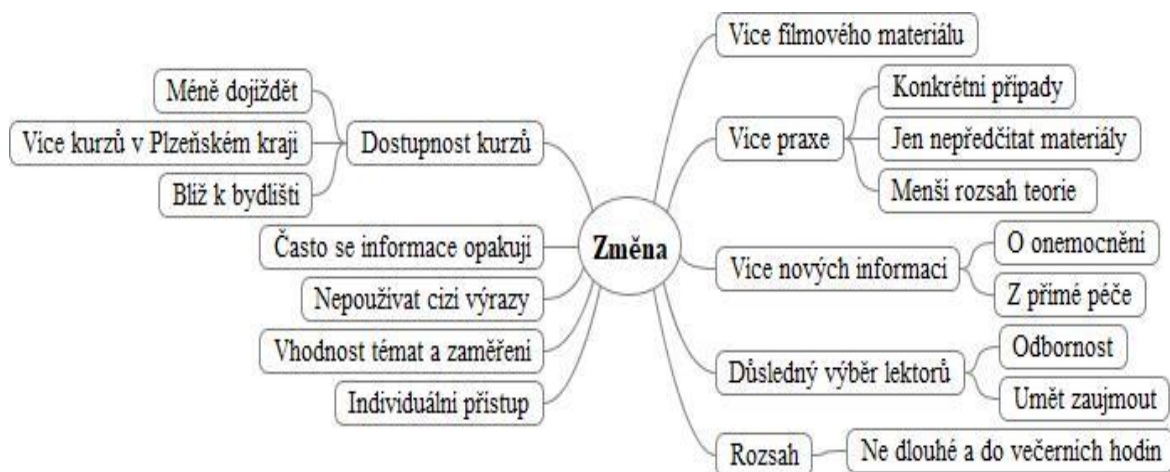 Změna
Více filmového materiálu
Více praxe
Konkrétní případy
Jen nepředčítat materiály
Menší rozsah teorie
Více nových informací
O onemocnění
Z přímé péče
Důsledný výběr lektorů
Odbornost
Umět zaujmout
Rozsah
Ne dlouhé a do večerních hodin
Dostupnost kurzů
Méně dojíždět
Více kurzů v Plzeňském kraji
Blíž k bydlišti
Často se informace opakují
Nepoužívat cizí výrazy
Vhodnost témat a zaměření
Individuální přístup